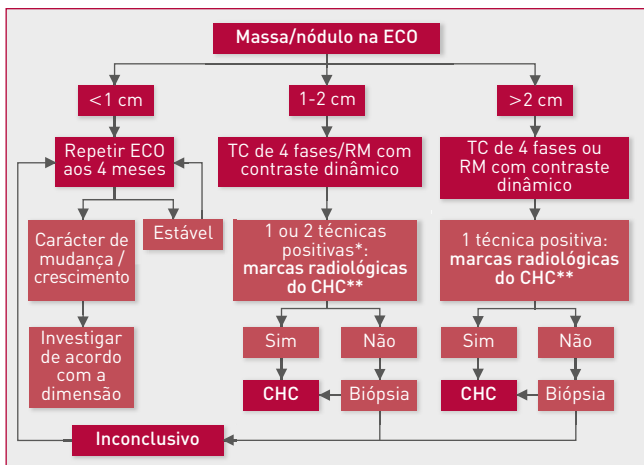 Massa/nódulo na ECO
<1 cm
1-2 cm
>2 cm
Repetir ECO
aos 4 meses
TC de 4 fases/RM com
contraste dinâmico
TC de 4 fases ou
RM com contraste
dinâmico
Carácter de
mudança /
crescimento
Estável
1 ou 2 técnicas
positivas*:
marcas radiológicas
do CHC**
1 técnica positiva:
marcas radiológicas
do CHC**
Investigar
de acordo
com a
dimensão
Sim
Não
Sim
Não
CHC
Biópsia
CHC
Biópsia
Inconclusivo